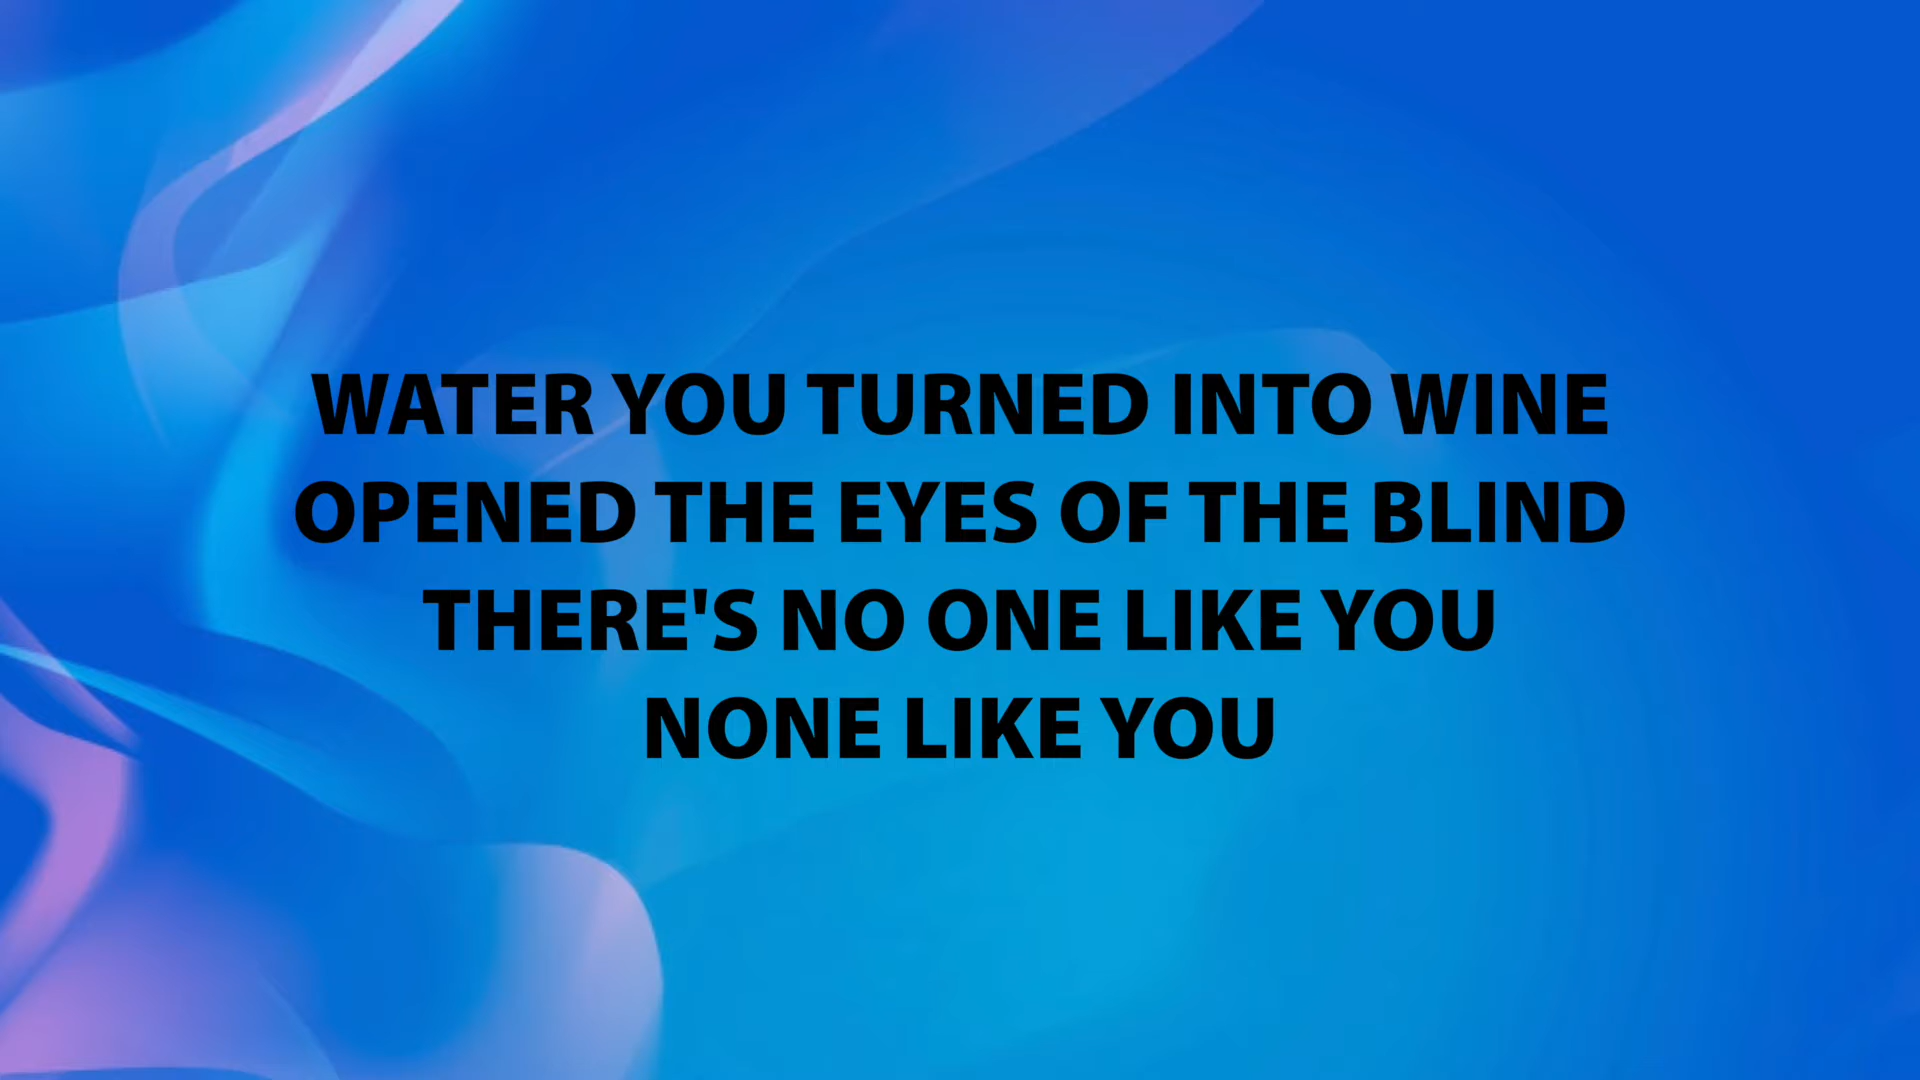 WATER YOU TURNED INTO WINE
OPENED THE EYES OF THE BLIND
THERE'S NO ONE LIKE YOU
NONE LIKE YOU